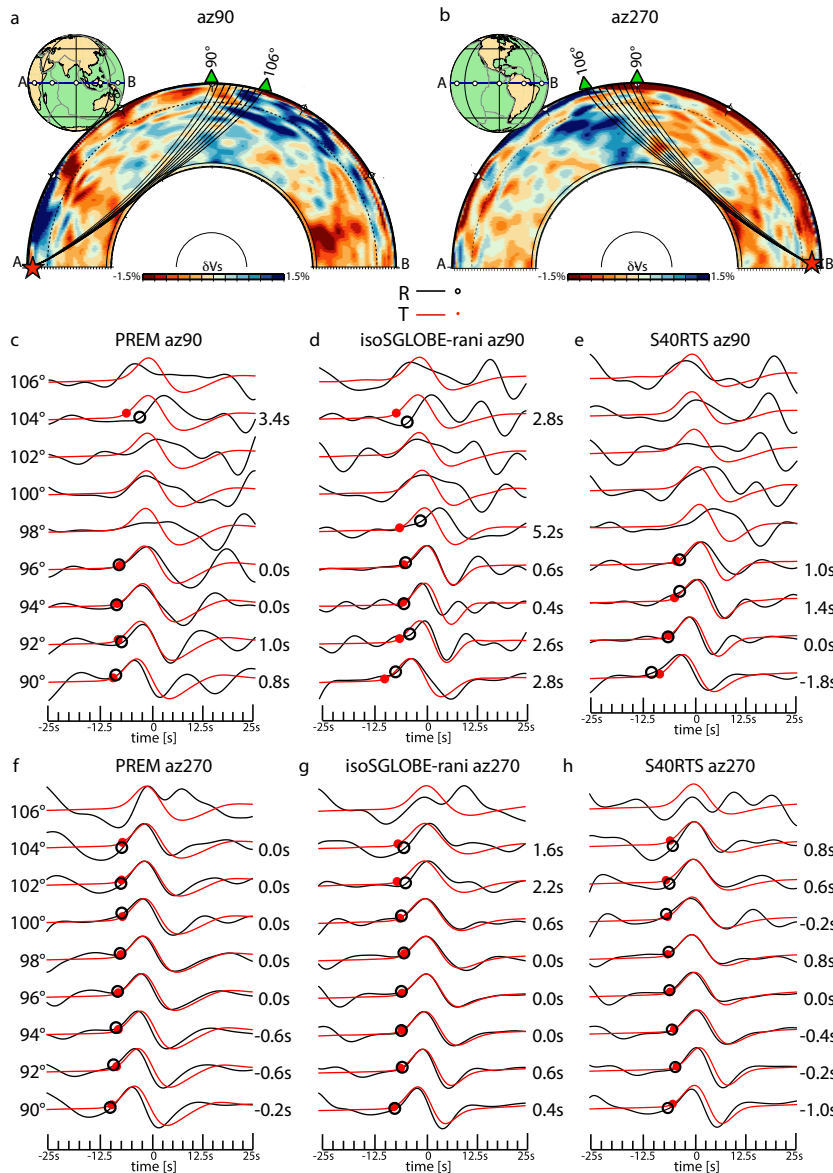 a az90
b az270
90°
106°
106°
90°
A B
A B
A B
A B
-1.5% δVs 1.5%
-1.5% δVs 1.5%
R
T
c PREM az90
106°
104° 3.4s
102°
100°
98°
96° 0.0s
94° 0.0s
92° 1.0s
90° 0.8s
-25s -12.5s 0 12.5s 25s
time [s]
d isoSGLOBE-rani az90
2.8s
5.2s
0.6s
0.4s
2.6s
2.8s
-25s -12.5s 0 12.5s 25s
time [s]
e S40RTS az90
1.0s
1.4s
0.0s
-1.8s
-25s -12.5s 0 12.5s 25s
time [s]
f PREM az270
106°
104° 0.0s
102° 0.0s
100° 0.0s
98° 0.0s
96° 0.0s
94° -0.6s
92° -0.6s
90° -0.2s
-25s -12.5s 0 12.5s 25s
time [s]
g isoSGLOBE-rani az270
1.6s
2.2s
0.6s
0.0s
0.0s
0.0s
0.6s
0.4s
-25s -12.5s 0 12.5s 25s
time [s]
h S40RTS az270
0.8s
0.6s
-0.2s
0.8s
0.0s
-0.4s
-0.2s
-1.0s
-25s -12.5s 0 12.5s 25s
time [s]